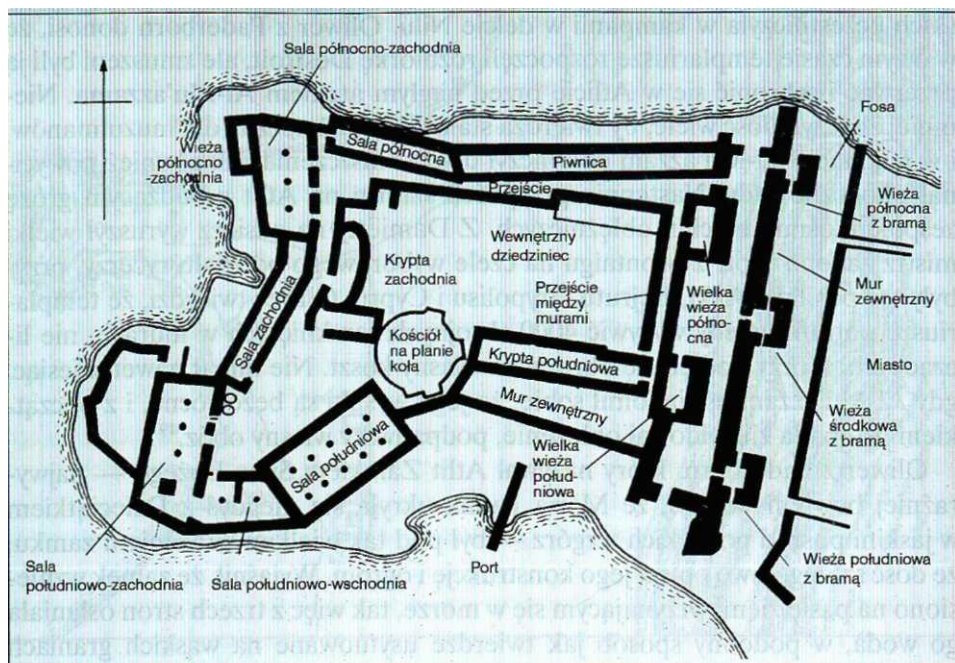 Sala północno-zachodnia
Fosa
Wieża
północno
-zachodnia
Sala północna
Piwnica
Przejście
Wieża
północna
z bramą
Wewnętrzny
dziedziniec
Krypta
zachodnia
Przejście
między
murami
Wielka
wieża
półno-
cna
Mur
zewnętrzny
Sala zachodnia
Kościół
na planie
koła
Krypta południowa
Miasto
Mur zewnętrzny
Sala południowa
Wieża
środkowa
z bramą
Wielka
wieża połud-
niowa
Sala
południowo-zachodnia
Sala południowo-wschodnia
Port
Wieża południowa
z bramą